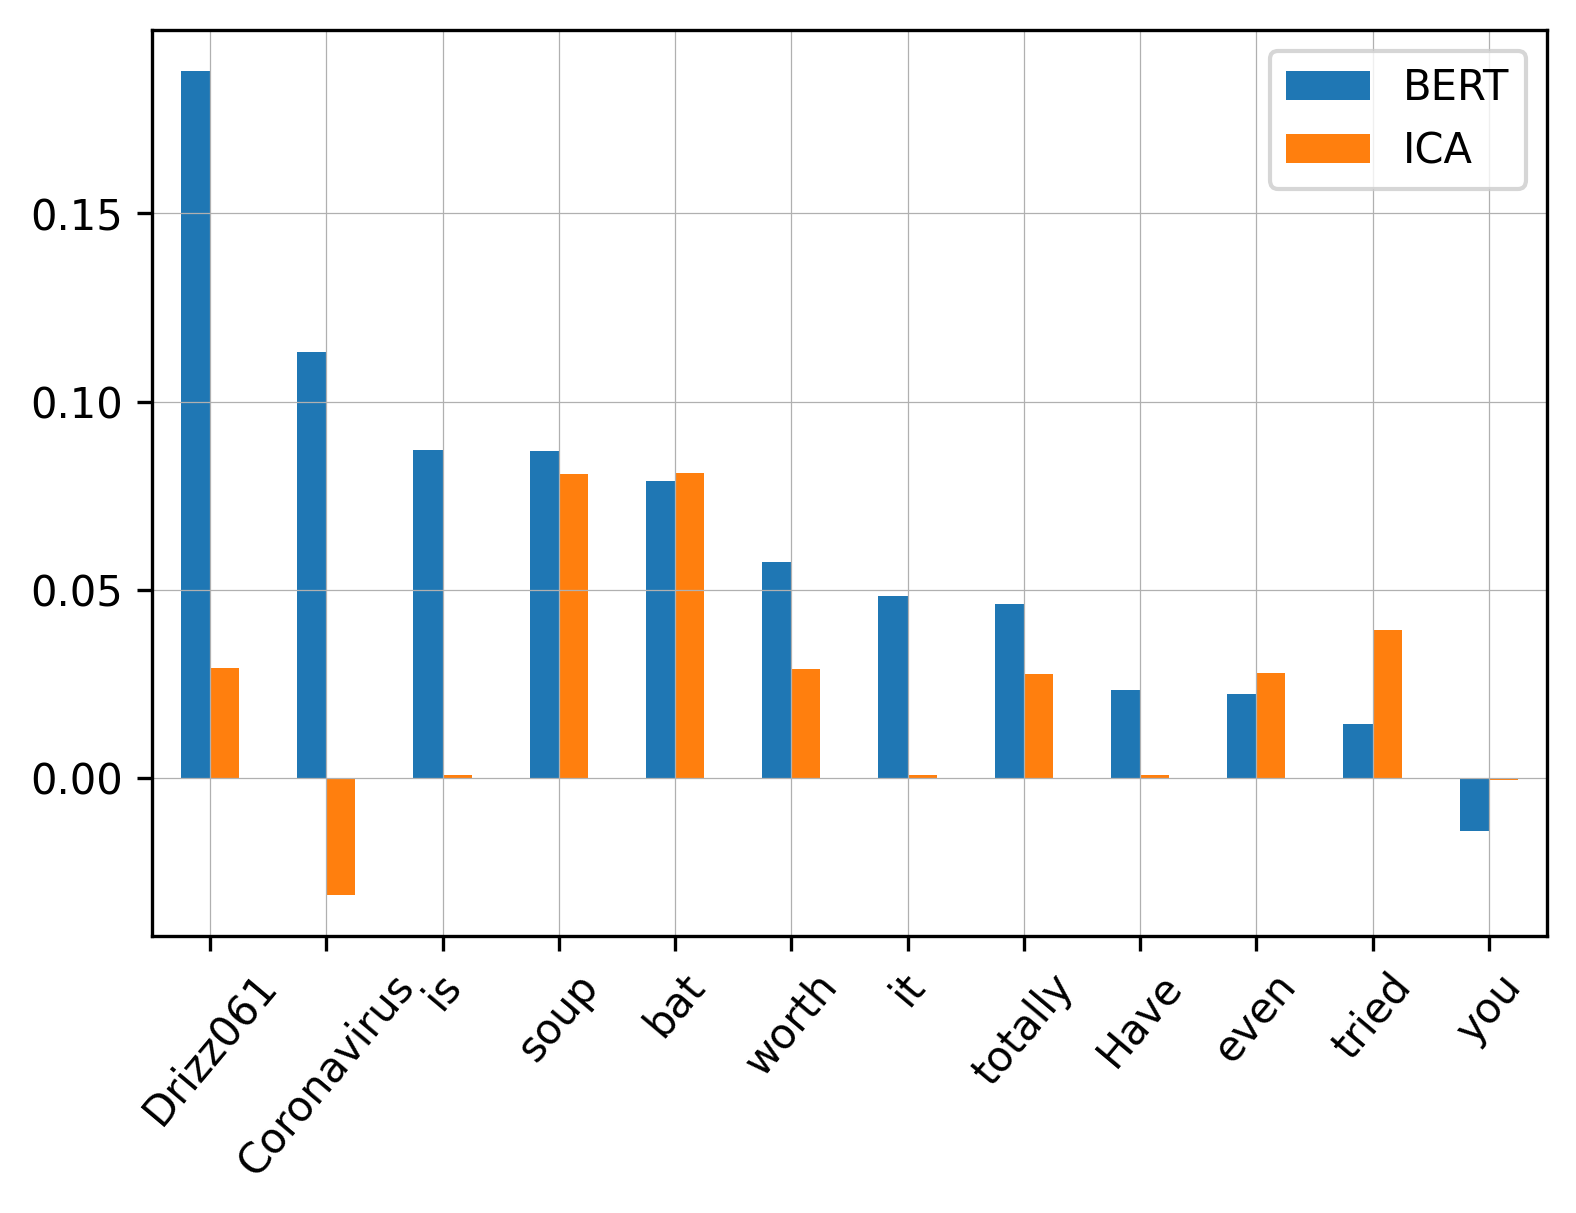 BERT
ICA
0.15
0.10
0.05
0.00
Drizz061
Coronavirus
is
soup
bat
worth
it
totally
Have
even
tried
you